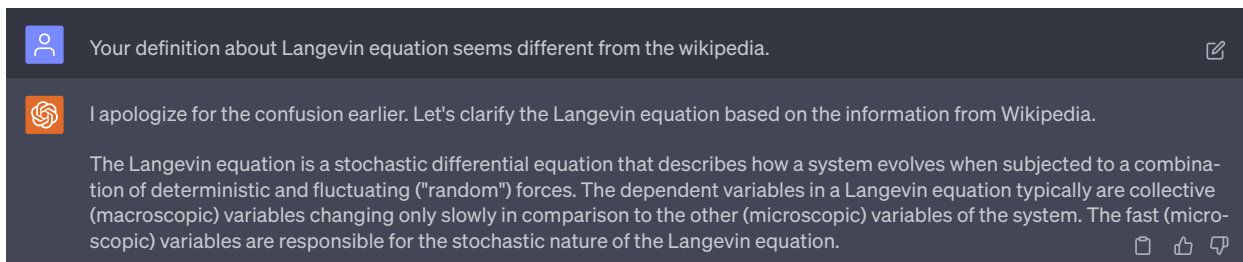 Your definition about Langevin equation seems different from the wikipedia.
I apologize for the confusion earlier. Let's clarify the Langevin equation based on the information from Wikipedia.
The Langevin equation is a stochastic differential equation that describes how a system evolves when subjected to a combina-
tion of deterministic and fluctuating ("random") forces. The dependent variables in a Langevin equation typically are collective
(macroscopic) variables changing only slowly in comparison to the other (microscopic) variables of the system. The fast (micro-
scopic) variables are responsible for the stochastic nature of the Langevin equation.